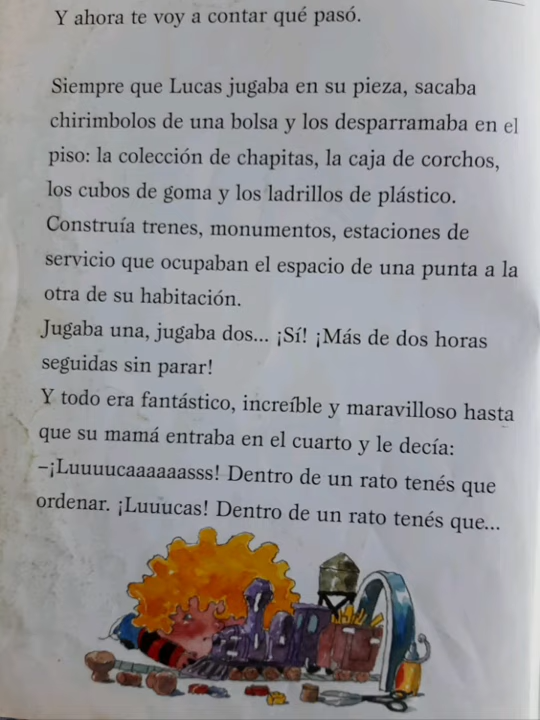 Y ahora te voy a contar qué pasó.
Siempre que Lucas jugaba en su pieza, sacaba
chirimbolos de una bolsa y los desparramaba en el
piso: la colección de chapitas, la caja de corchos,
los cubos de goma y los ladrillos de plástico.
Construía trenes, monumentos, estaciones de
servicio que ocupaban el espacio de una punta a la
otra de su habitación.
Jugaba una, jugaba dos... ¡Sí! ¡Más de dos horas
seguidas sin parar!
Y todo era fantástico, increíble y maravilloso hasta
que su mamá entraba en el cuarto y le decía:
–¡Luuuucaaaaaasss! Dentro de un rato tenés que
ordenar. ¡Luuucas! Dentro de un rato tenés que...